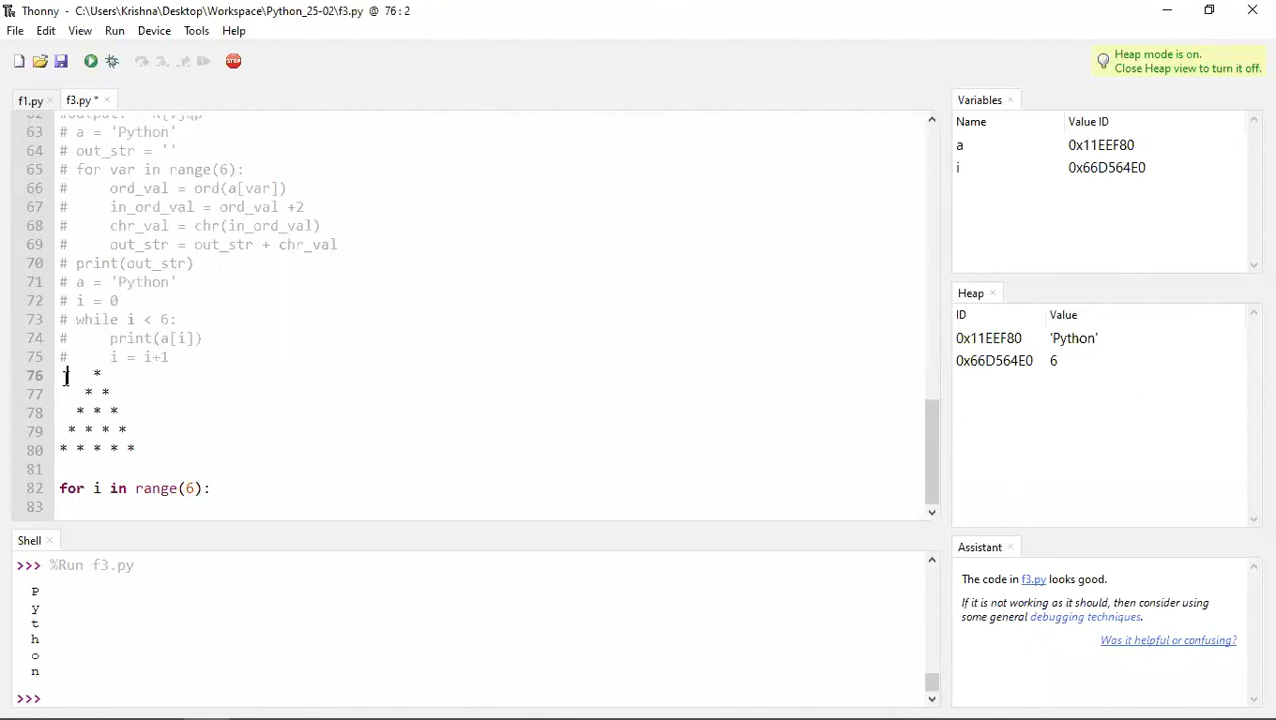 Thonny - C:\Users\Krishna\Desktop\Workspace\Python_25-02\f3.py @ 76 : 2
File Edit View Run Device Tools Help
STOP
Heap mode is on.
Close Heap view to turn it off.
f1.py
f3.py *
63 # a = 'Python'
64 # out_str = ''
65 # for var in range(6):
66 #     ord_val = ord(a[var])
67 #     in_ord_val = ord_val +2
68 #     chr_val = chr(in_ord_val)
69 #     out_str = out_str + chr_val
70 # print(out_str)
71 # a = 'Python'
72 # i = 0
73 # while i < 6:
74 #     print(a[i])
75 #     i = i+1
76     *
77    * *
78   * * *
79  * * * *
80 * * * * *
81
82 for i in range(6):
83
Variables
Name Value ID
a 0x11EEF80
i 0x66D564E0
Heap
ID Value
0x11EEF80 'Python'
0x66D564E0 6
Shell
>>> %Run f3.py
P
y
t
h
o
n
>>>
Assistant
The code in f3.py looks good.
If it is not working as it should, then consider using
some general debugging techniques.
Was it helpful or confusing?